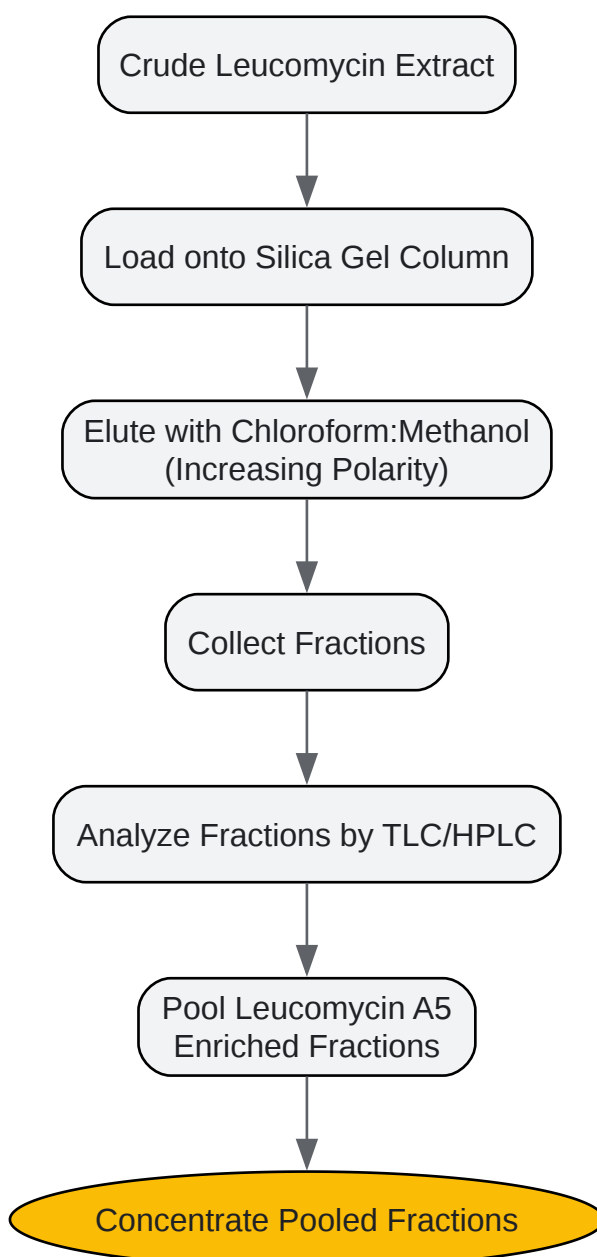 Crude Leucomycin Extract
Load onto Silica Gel Column
Elute with Chloroform:Methanol
(Increasing Polarity)
Collect Fractions
Analyze Fractions by TLC/HPLC
Pool Leucomycin A5
Enriched Fractions
Concentrate Pooled Fractions